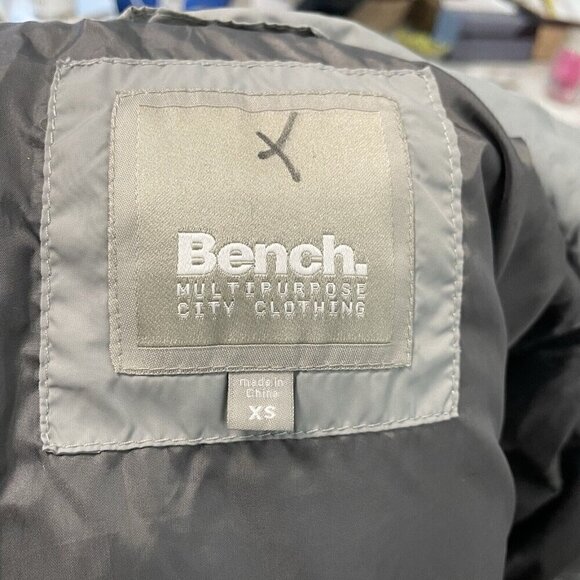 X
Bench.
MULTIPURPOSE
CITY CLOTHING
made in
China
XS